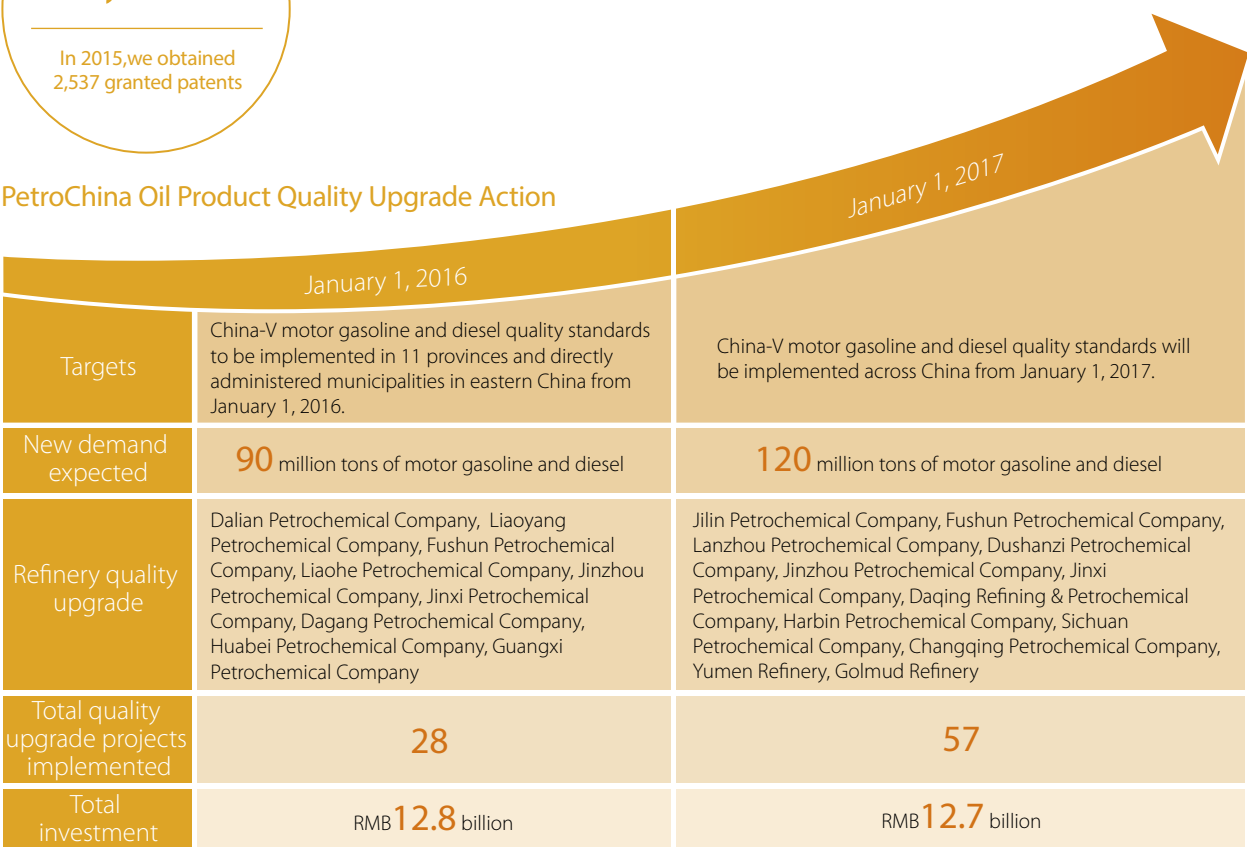 In 2015,we obtained
2,537 granted patents
PetroChina Oil Product Quality Upgrade Action
January 1, 2016
January 1, 2017
Targets
China-V motor gasoline and diesel quality standards
to be implemented in 11 provinces and directly
administered municipalities in eastern China from
January 1, 2016.
China-V motor gasoline and diesel quality standards will
be implemented across China from January 1, 2017.
New demand
expected
90 million tons of motor gasoline and diesel
120 million tons of motor gasoline and diesel
Refinery quality
upgrade
Dalian Petrochemical Company, Liaoyang
Petrochemical Company, Fushun Petrochemical
Company, Liaohe Petrochemical Company, Jinzhou
Petrochemical Company, Jinxi Petrochemical
Company, Dagang Petrochemical Company,
Huabei Petrochemical Company, Guangxi
Petrochemical Company
Jilin Petrochemical Company, Fushun Petrochemical Company,
Lanzhou Petrochemical Company, Dushanzi Petrochemical
Company, Jinzhou Petrochemical Company, Jinxi
Petrochemical Company, Daqing Refining & Petrochemical
Company, Harbin Petrochemical Company, Sichuan
Petrochemical Company, Changqing Petrochemical Company,
Yumen Refinery, Golmud Refinery
Total quality
upgrade projects
implemented
28
57
Total
investment
RMB 12.8 billion
RMB 12.7 billion